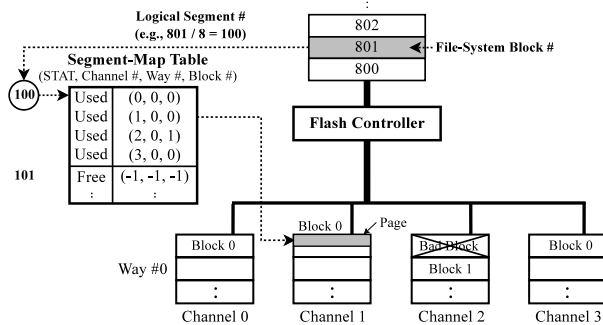 Logical Segment #
(e.g., 801 / 8 = 100)
Segment-Map Table
(STAT, Channel #, Way #, Block #)
100
Used (0, 0, 0)
Used (1, 0, 0)
Used (2, 0, 1)
Used (3, 0, 0)
101
Free (-1, -1, -1)
: :
:
802
801
800
File-System Block #
Flash Controller
Block 0
Page
Way #0
Block 0
Bad Block
Block 1
Block 0
: : : :
Channel 0 Channel 1 Channel 2 Channel 3